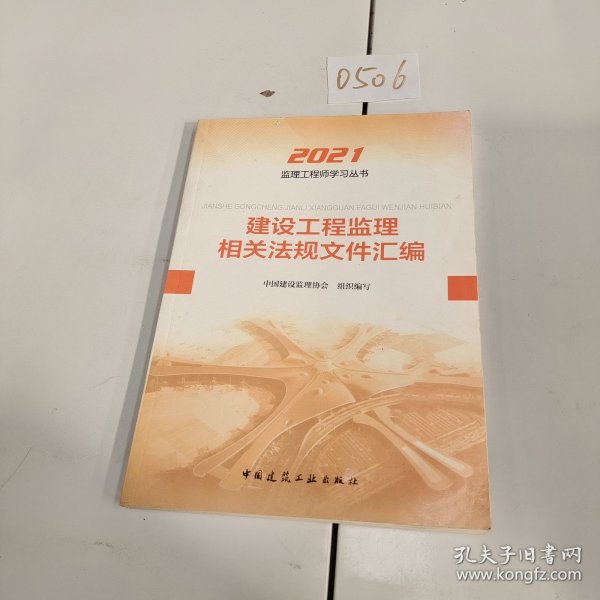 0506
2021
监理工程师学习丛书
JIANSHE GONGCHENG JIANLI XIANGGUAN FAGUI WENJIAN HUIBIAN
建设工程监理
相关法规文件汇编
中国建设监理协会 组织编写
中国建筑工业出版社
孔夫子旧书网
www.kongfz.com